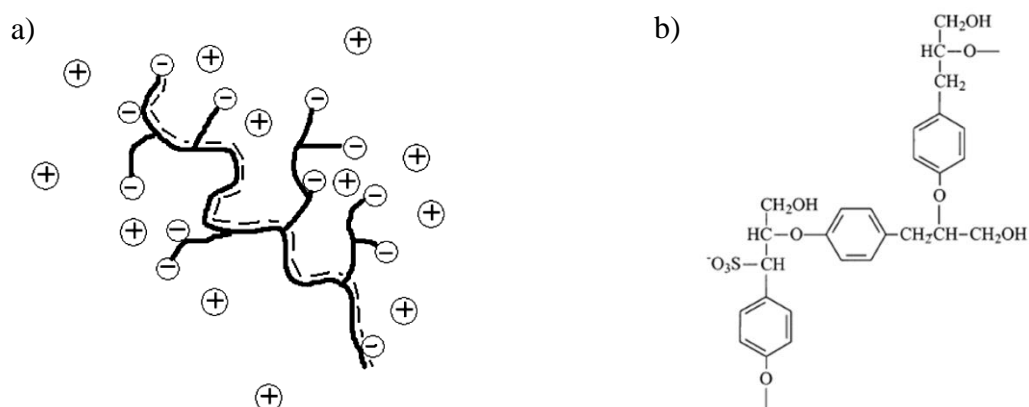 a)
b)
CH₂OH
HC—O—
CH₂
O
CH₂OH
HC—O
CH₂CH—CH₂OH
⁻O₃S—CH
O